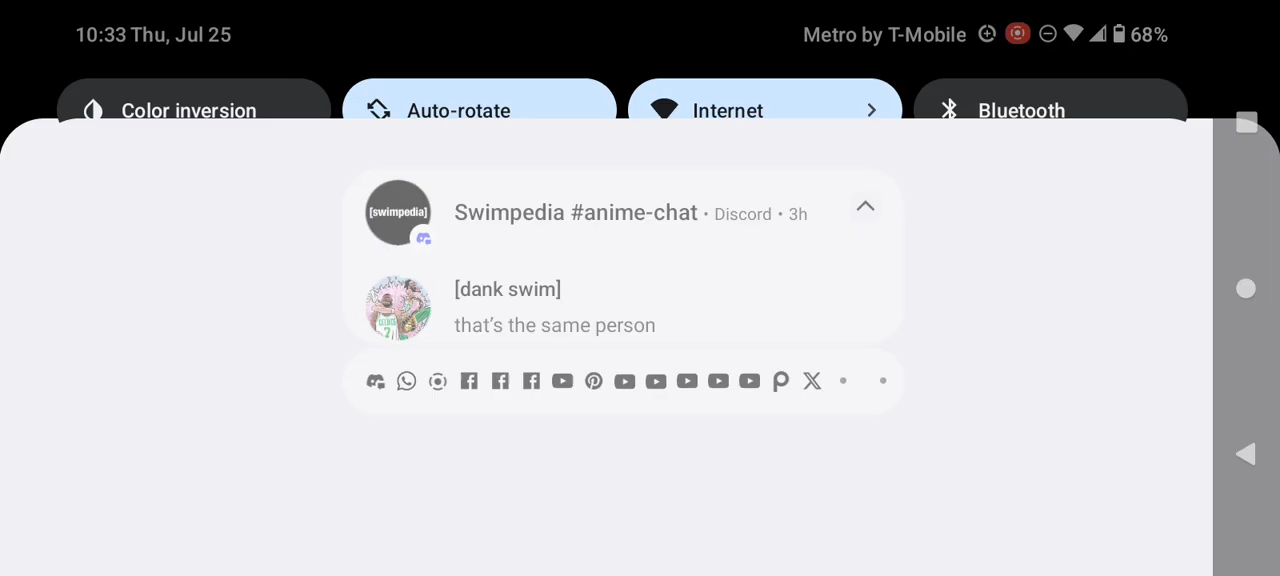 10:33 Thu, Jul 25
Metro by T-Mobile 68%
Color inversion
Auto-rotate
Internet
Bluetooth
[swimpedia]
Swimpedia #anime-chat • Discord • 3h
[dank swim]
that’s the same person